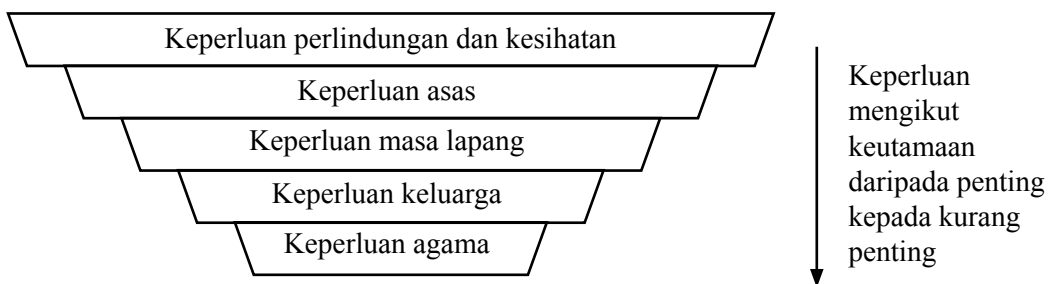 Keperluan perlindungan dan kesihatan
Keperluan asas
Keperluan masa lapang
Keperluan keluarga
Keperluan agama
Keperluan
mengikut
keutamaan
daripada penting
kepada kurang
penting